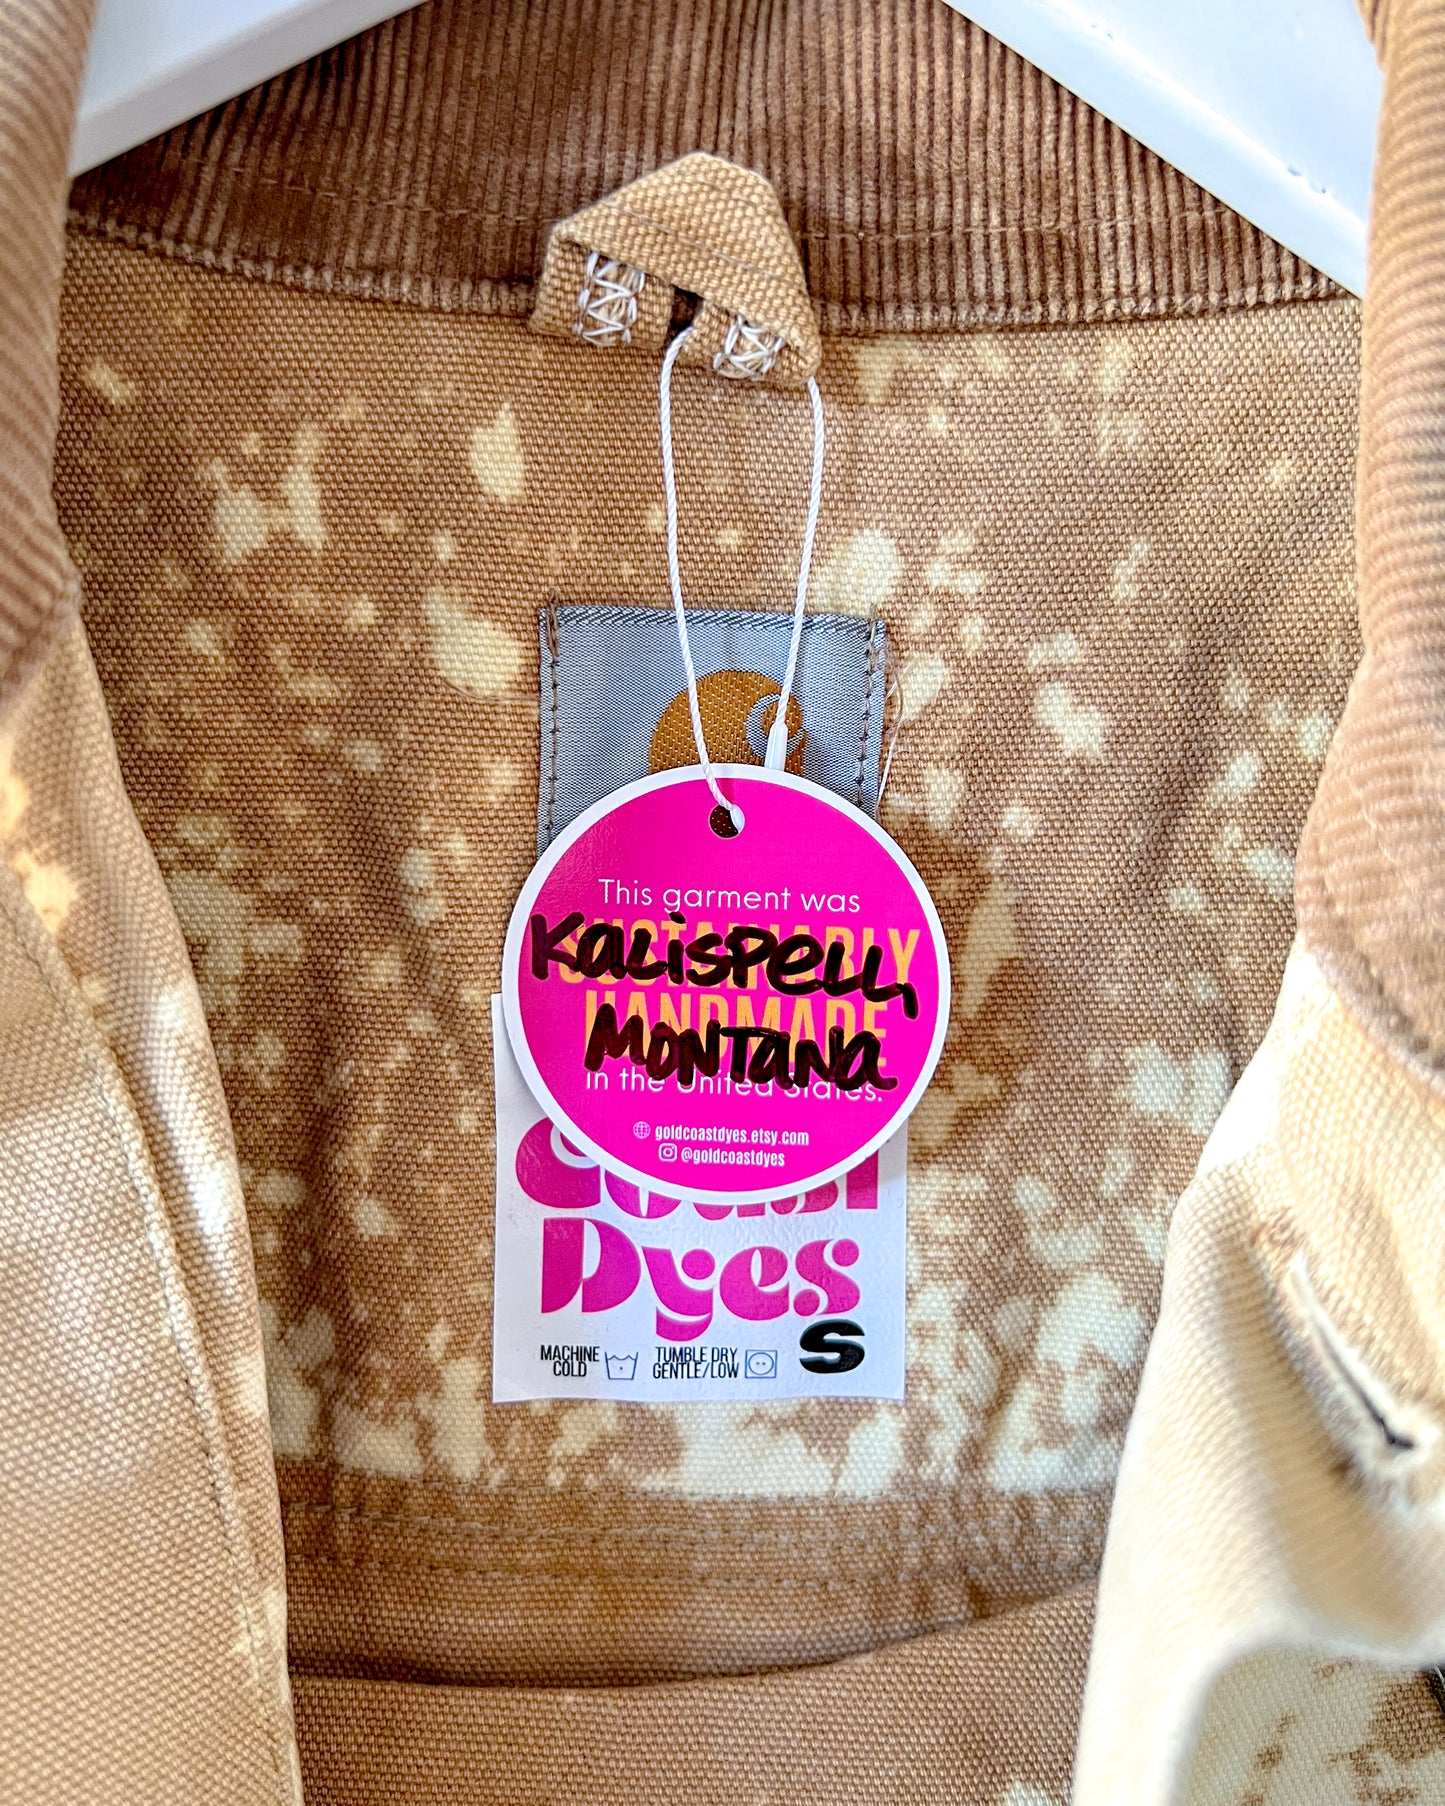 This garment was
SUSTAINABLY
Kalispell,
HANDMADE
Montana
in the United States.
goldcoastdyes.etsy.com
@goldcoastdyes
Coast
Dyes
MACHINE COLD TUMBLE DRY GENTLE/LOW S